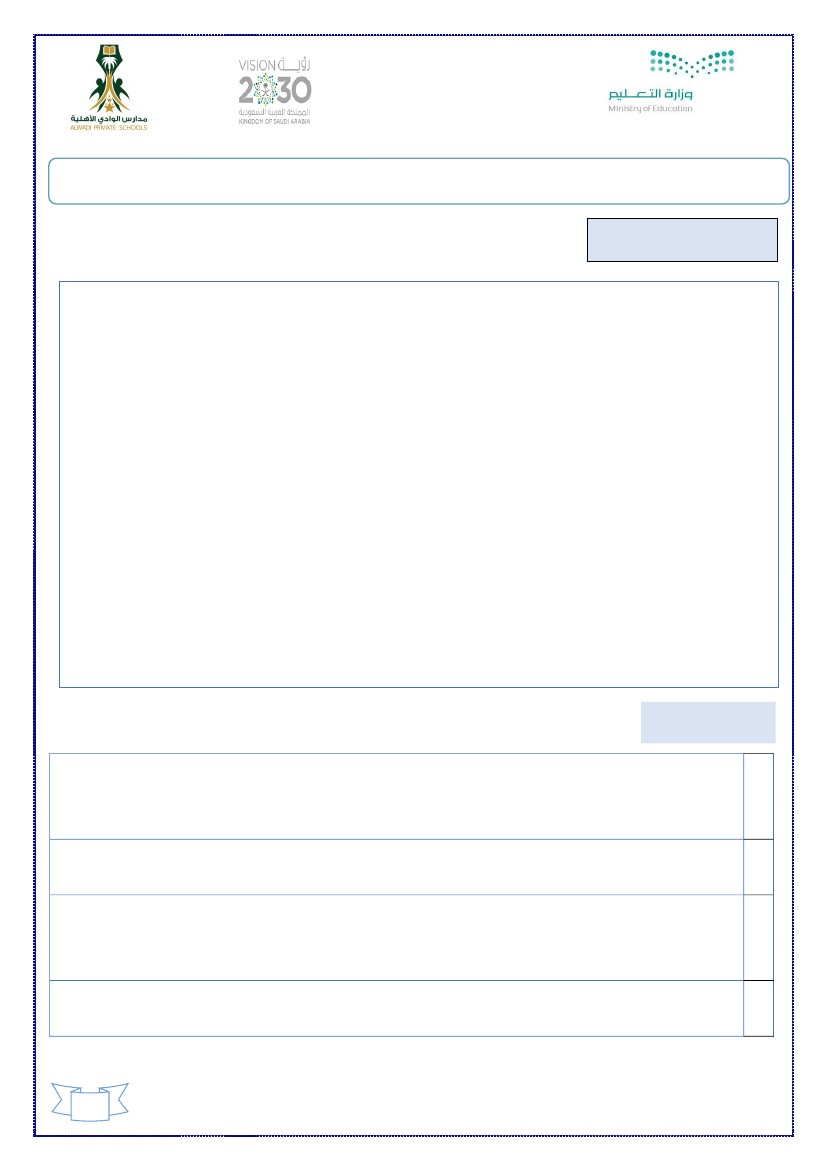 وزارة التعليم
Ministry of Education
VISION رؤيــة
2030
المملكة العربية السعودية
KINGDOM OF SAUDI ARABIA
مدارس الوادي الأهلية
ALWADI PRIVATE SCHOOLS